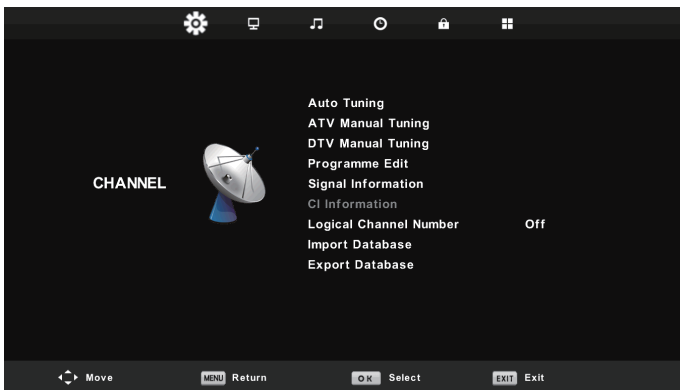 Auto Tuning
ATV Manual Tuning
DTV Manual Tuning
Programme Edit
CHANNEL
Signal Information
CI Information
Logical Channel Number Off
Import Database
Export Database
Move MENU Return OK Select EXIT Exit